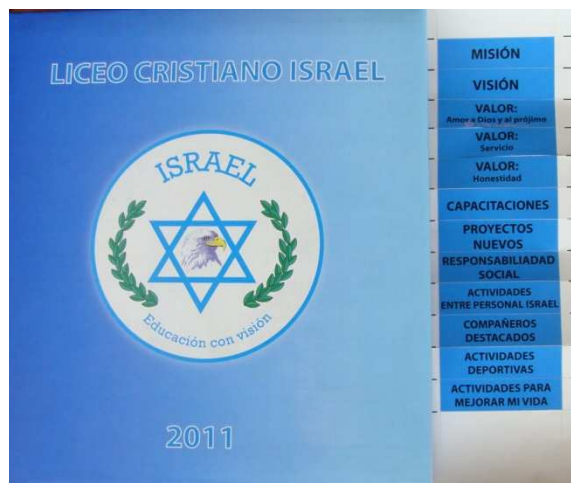 LICEO CRISTIANO ISRAEL
ISRAEL
Educación con visión
2011
MISIÓN
VISIÓN
VALOR:
Amor a Dios y al prójimo
VALOR:
Servicio
VALOR:
Honestidad
CAPACITACIONES
PROYECTOS
NUEVOS
RESPONSABILIADAD
SOCIAL
ACTIVIDADES
ENTRE PERSONAL ISRAEL
COMPAÑEROS
DESTACADOS
ACTIVIDADES
DEPORTIVAS
ACTIVIDADES PARA
MEJORAR MI VIDA